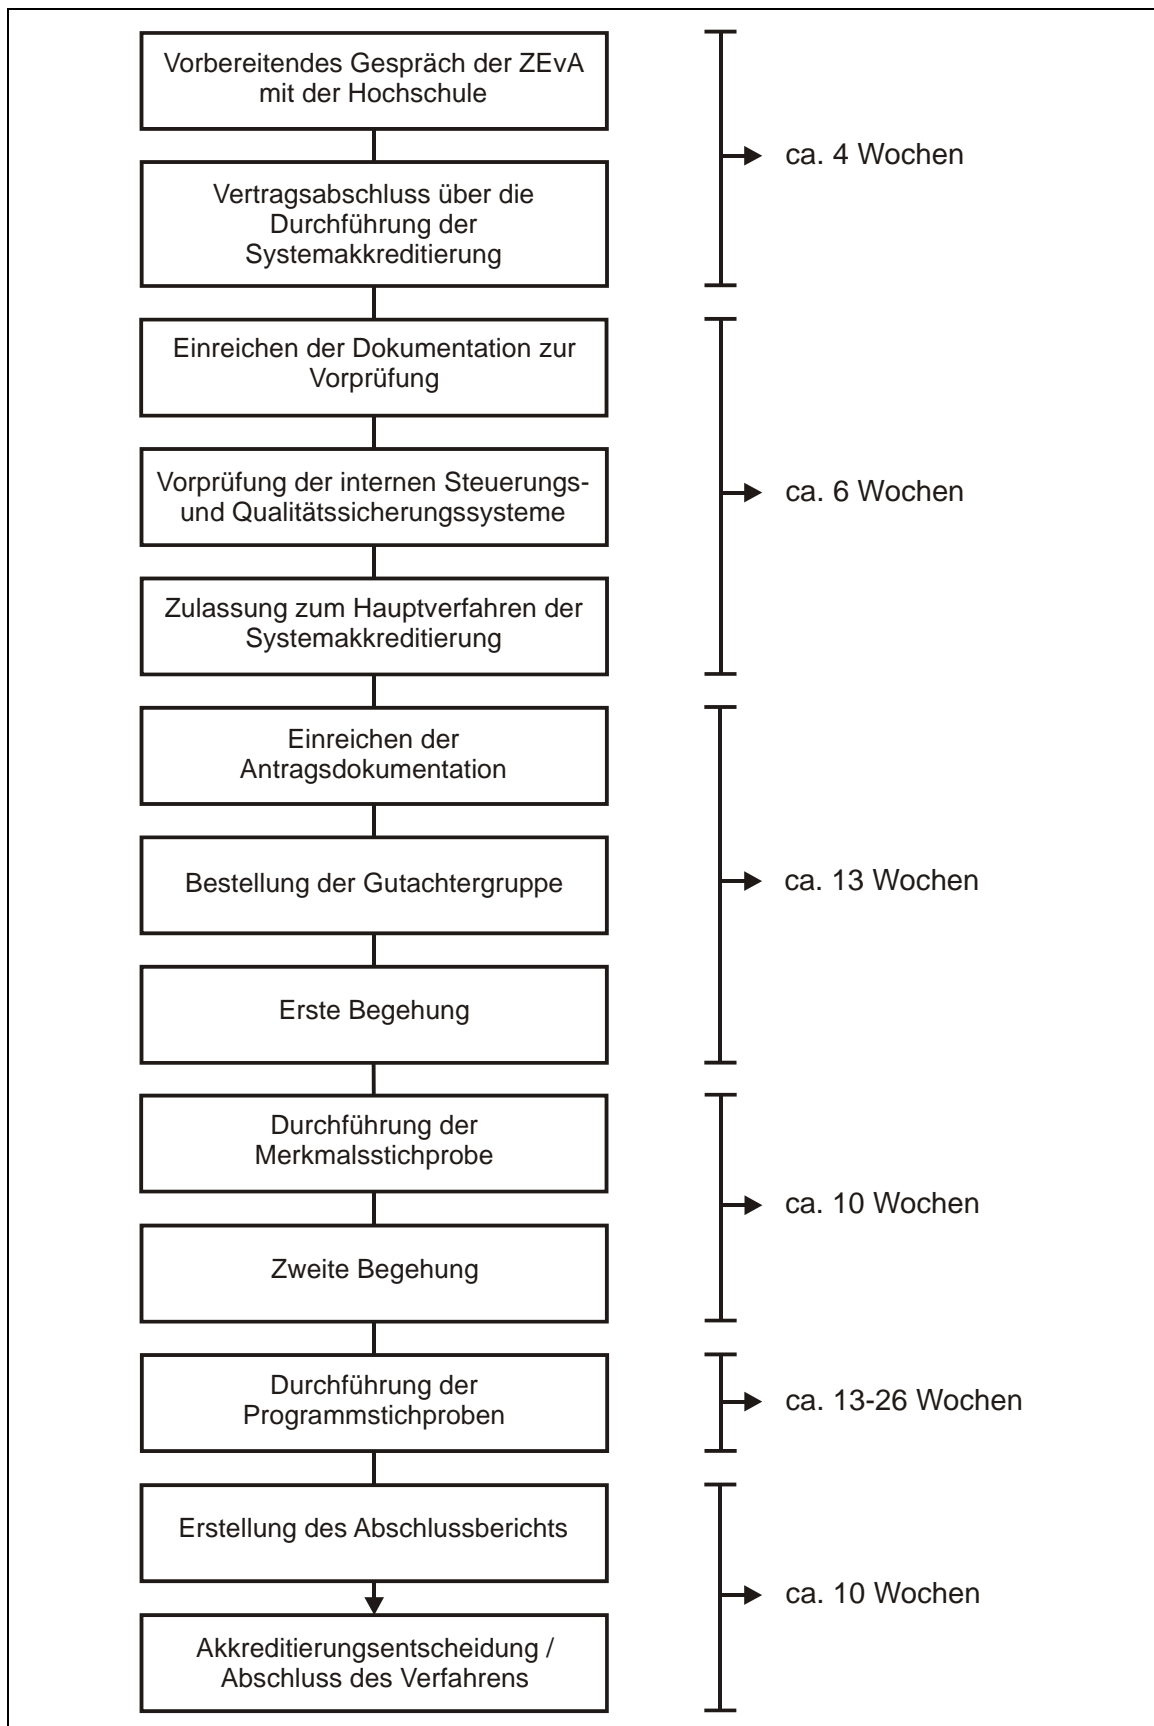 Vorbereitendes Gespräch der ZEvA
mit der Hochschule
ca. 4 Wochen
Vertragsabschluss über die
Durchführung der
Systemakkreditierung
Einreichen der Dokumentation zur
Vorprüfung
Vorprüfung der internen Steuerungs-
und Qualitätssicherungssysteme
ca. 6 Wochen
Zulassung zum Hauptverfahren der
Systemakkreditierung
Einreichen der
Antragsdokumentation
Bestellung der Gutachtergruppe
ca. 13 Wochen
Erste Begehung
Durchführung der
Merkmalsstichprobe
ca. 10 Wochen
Zweite Begehung
Durchführung der
Programmstichproben
ca. 13-26 Wochen
Erstellung des Abschlussberichts
ca. 10 Wochen
Akkreditierungsentscheidung /
Abschluss des Verfahrens